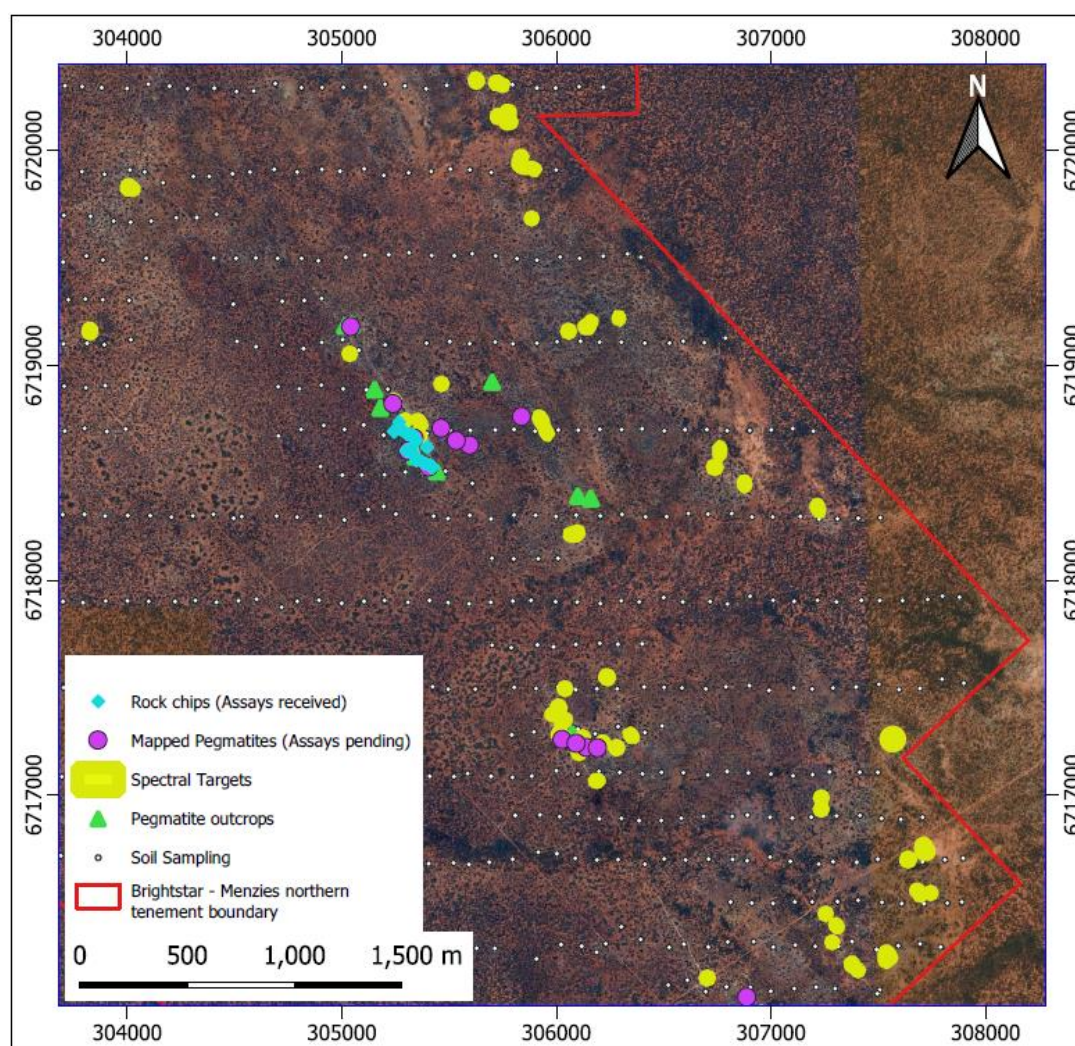 304000 305000 306000 307000 308000
N
6720000 6720000
6719000 6719000
6718000 6718000
6717000 6717000
Rock chips (Assays received)
Mapped Pegmatites (Assays pending)
Spectral Targets
Pegmatite outcrops
Soil Sampling
Brightstar - Menzies northern
tenement boundary
0 500 1,000 1,500 m
304000 305000 306000 307000 308000